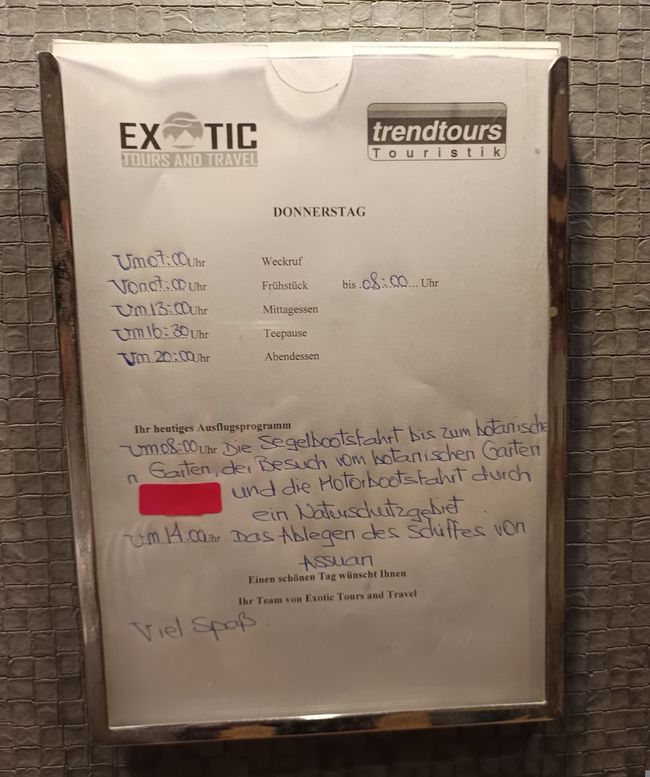 EXOTIC
TOURS AND TRAVEL
trendtours
Touristik
DONNERSTAG
Um 07:00 Uhr Weckruf
Von 07:00 Uhr Frühstück bis 08:00 Uhr
Um 13:00 Uhr Mittagessen
Um 16:30 Uhr Teepause
Um 20:00 Uhr Abendessen
Ihr heutiges Ausflugsprogramm
Um 08:00 Uhr Die Segelbootsfahrt bis zum botanische
n Garten, der Besuch vom botanischen Garten
und die Motorbootsfahrt durch
ein Naturschutzgebiet.
Um 14:00 Uhr Das Ablegen des Schiffes von
Assuan
Einen schönen Tag wünscht Ihnen
Ihr Team von Exotic Tours and Travel
Viel Spaß.